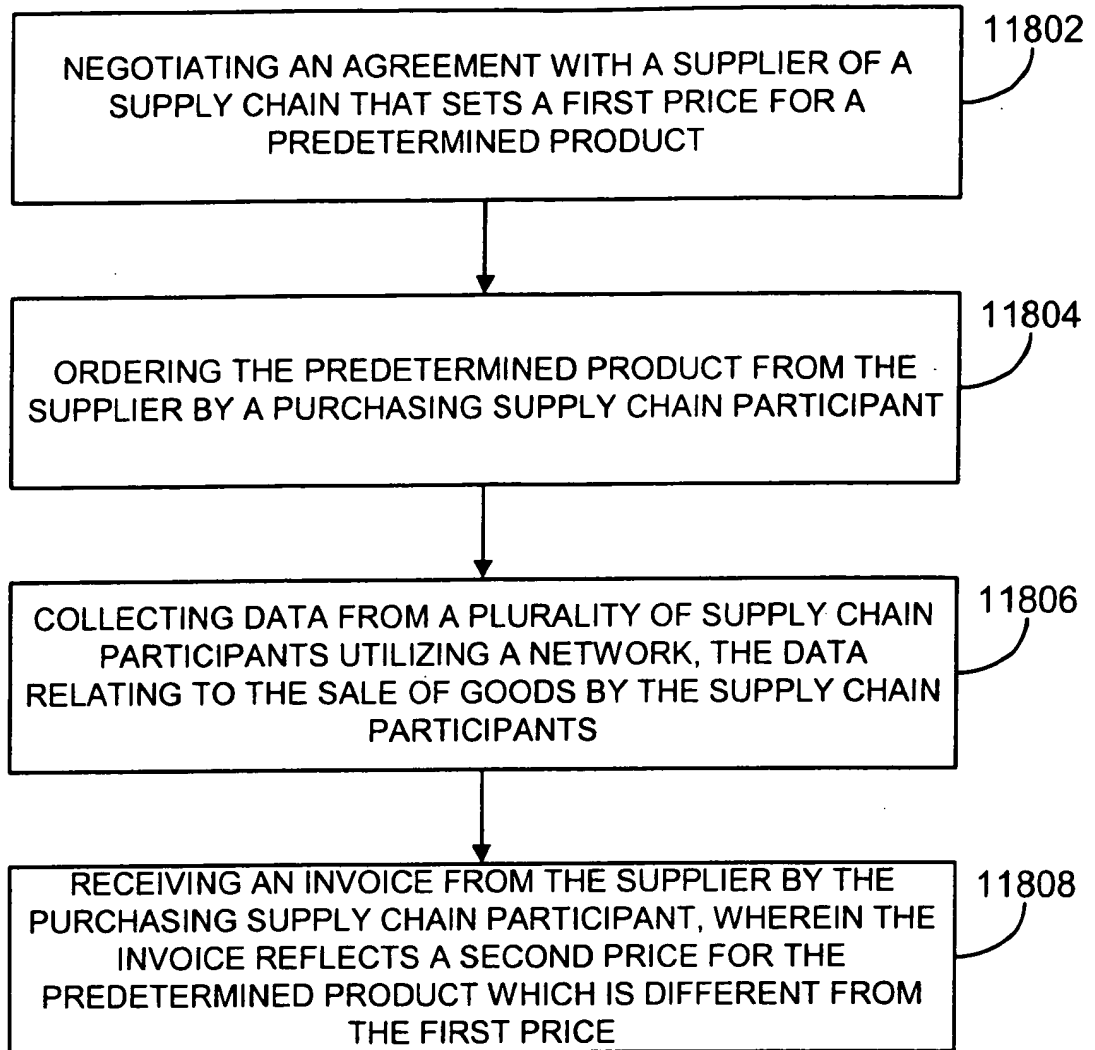 11802
NEGOTIATING AN AGREEMENT WITH A SUPPLIER OF A
SUPPLY CHAIN THAT SETS A FIRST PRICE FOR A
PREDETERMINED PRODUCT
11804
ORDERING THE PREDETERMINED PRODUCT FROM THE
SUPPLIER BY A PURCHASING SUPPLY CHAIN PARTICIPANT
11806
COLLECTING DATA FROM A PLURALITY OF SUPPLY CHAIN
PARTICIPANTS UTILIZING A NETWORK, THE DATA
RELATING TO THE SALE OF GOODS BY THE SUPPLY CHAIN
PARTICIPANTS
11808
RECEIVING AN INVOICE FROM THE SUPPLIER BY THE
PURCHASING SUPPLY CHAIN PARTICIPANT, WHEREIN THE
INVOICE REFLECTS A SECOND PRICE FOR THE
PREDETERMINED PRODUCT WHICH IS DIFFERENT FROM
THE FIRST PRICE